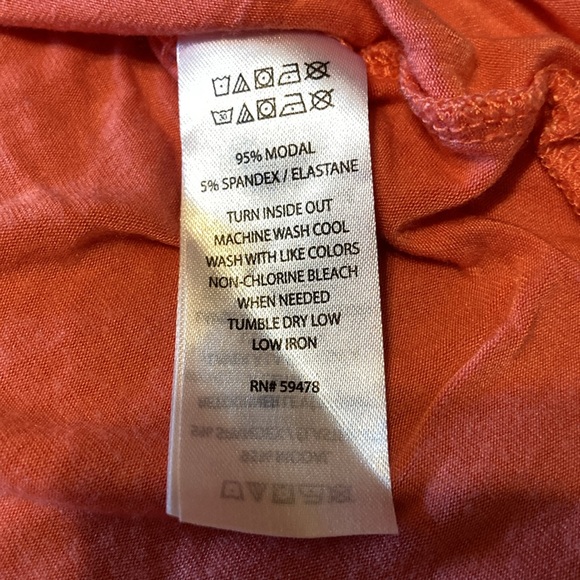 95% MODAL
5% SPANDEX / ELASTANE
TURN INSIDE OUT
MACHINE WASH COOL
WASH WITH LIKE COLORS
NON-CHLORINE BLEACH
WHEN NEEDED
TUMBLE DRY LOW
LOW IRON
RN# 59478